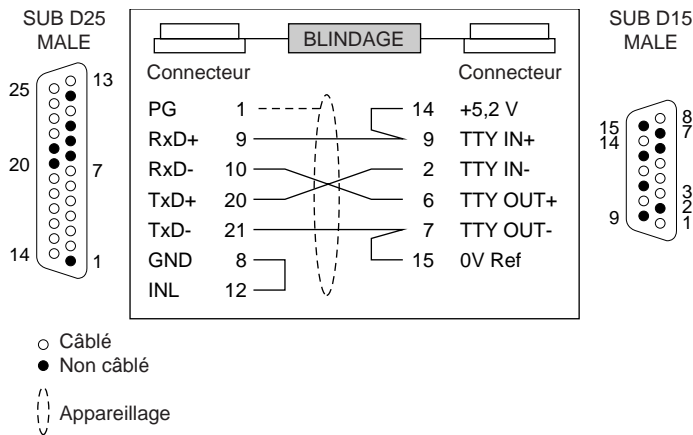 SUB D25
MALE
SUB D15
MALE
BLINDAGE
Connecteur
Connecteur
13
25
20
7
14
1
PG 1 14 +5,2 V
RxD+ 9 9 TTY IN+
RxD- 10 2 TTY IN-
TxD+ 20 6 TTY OUT+
TxD- 21 7 TTY OUT-
GND 8 15 0V Ref
INL 12
8
15
7
14
3
2
9
1
Câblé
Non câblé
Appareillage